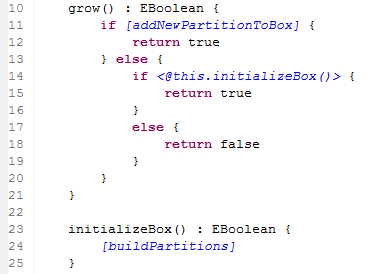 10 grow() : EBoolean {
11 if [addNewPartitionToBox] {
12 return true
13 } else {
14 if <@this.initializeBox()> {
15 return true
16 }
17 else {
18 return false
19 }
20 }
21 }
22
23 initializeBox() : EBoolean {
24 [buildPartitions]
25 }